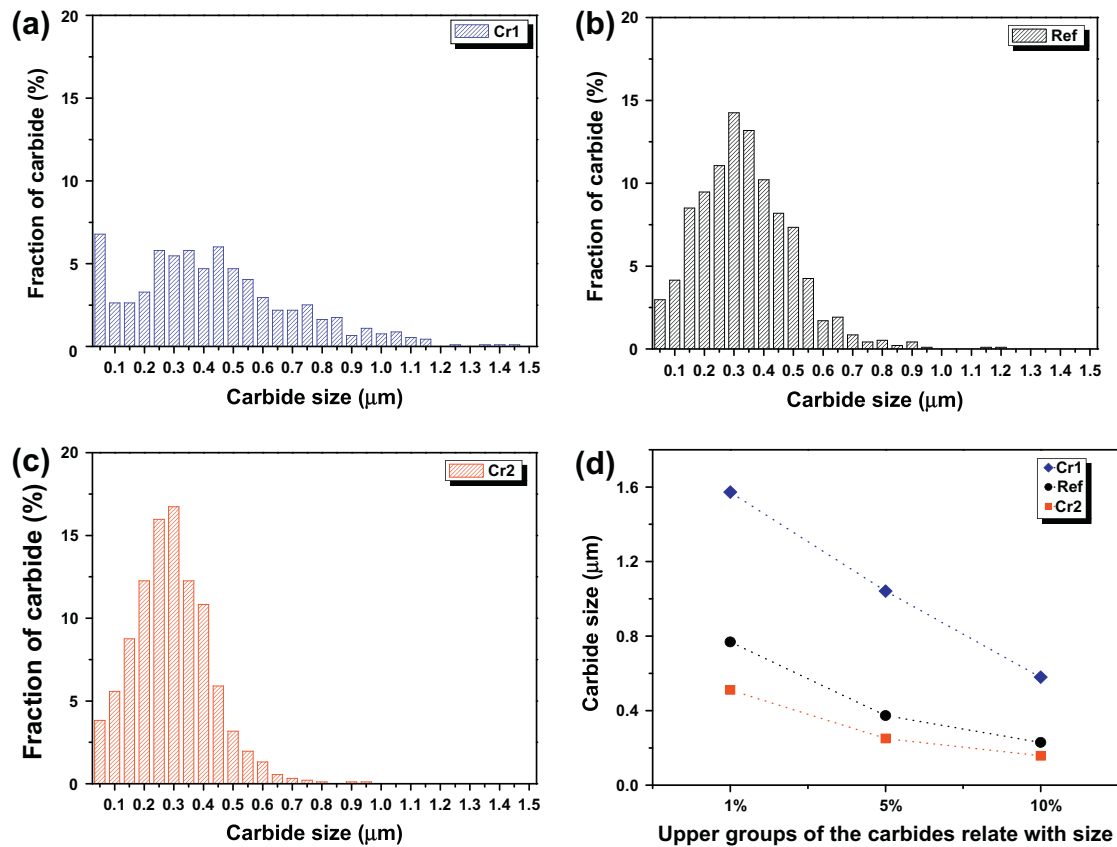 (a)
Cr1
Fraction of carbide (%)
20
15
10
5
0
0.1 0.2 0.3 0.4 0.5 0.6 0.7 0.8 0.9 1.0 1.1 1.2 1.3 1.4 1.5
Carbide size (μm)
(b)
Ref
Fraction of carbide (%)
20
15
10
5
0
0.1 0.2 0.3 0.4 0.5 0.6 0.7 0.8 0.9 1.0 1.1 1.2 1.3 1.4 1.5
Carbide size (μm)
(c)
Cr2
Fraction of carbide (%)
20
15
10
5
0
0.1 0.2 0.3 0.4 0.5 0.6 0.7 0.8 0.9 1.0 1.1 1.2 1.3 1.4 1.5
Carbide size (μm)
(d)
Cr1
Ref
Cr2
Carbide size (μm)
1.6
1.2
0.8
0.4
0.0
1% 5% 10%
Upper groups of the carbides relate with size